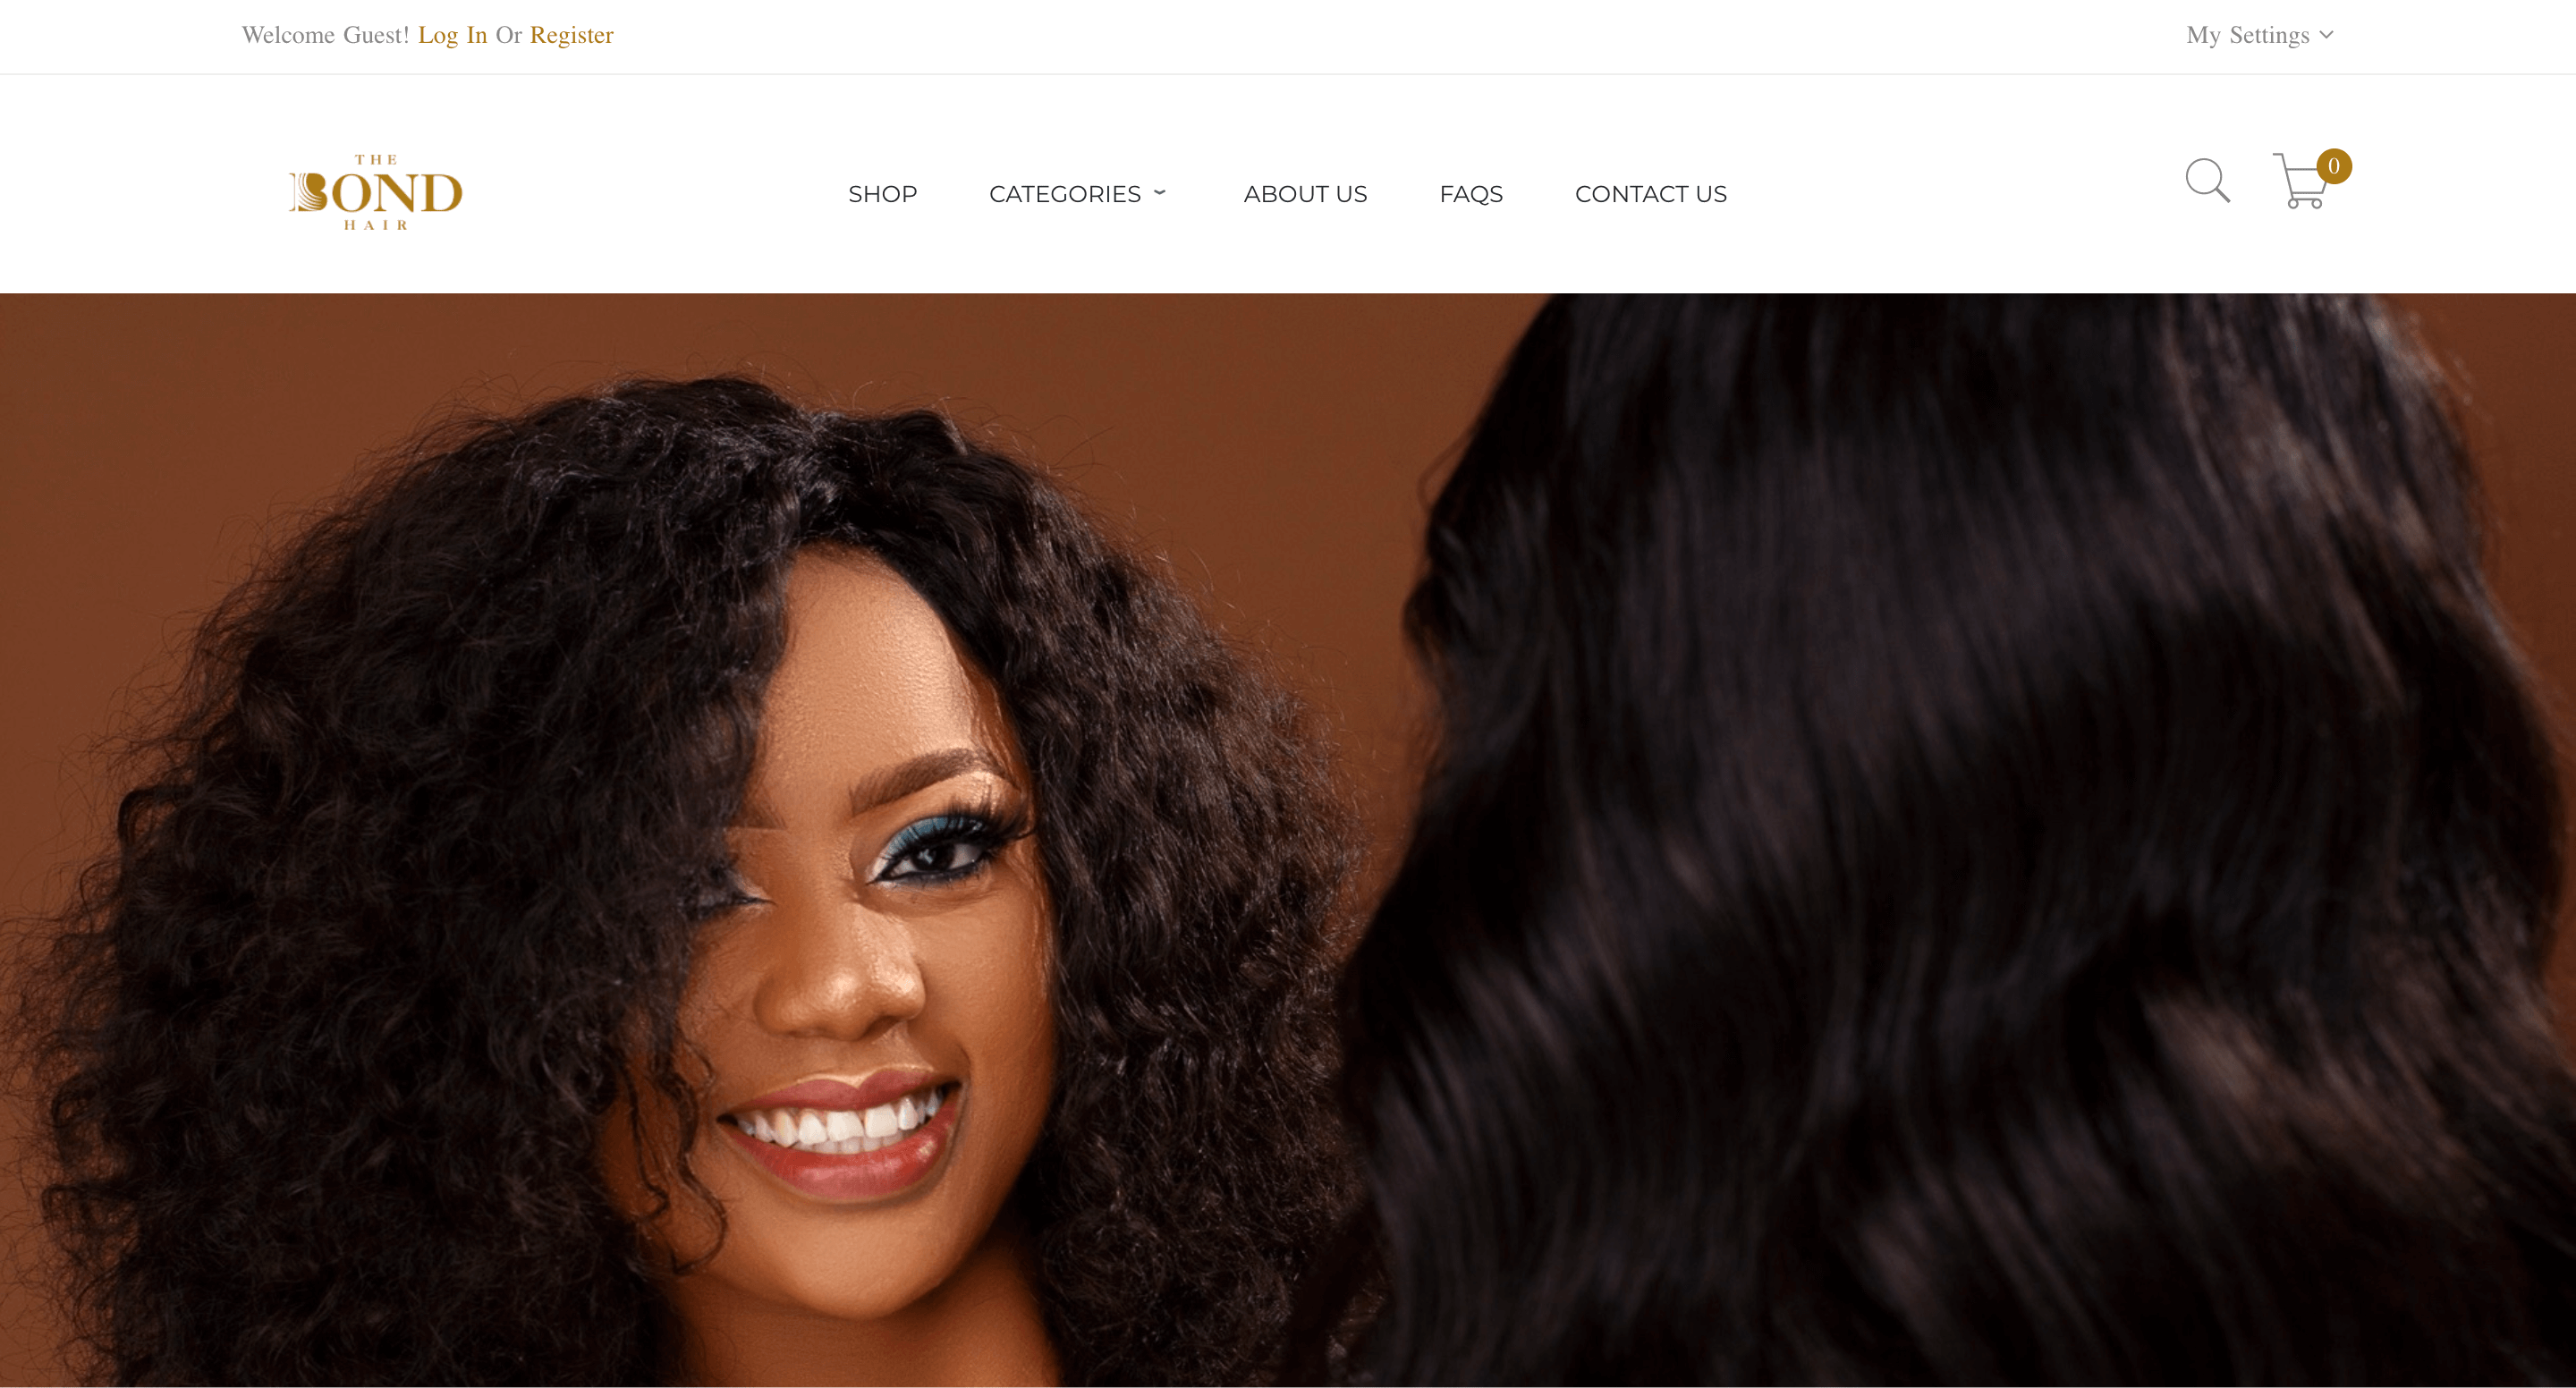 Welcome Guest! Log In Or Register
My Settings
THE
BOND
HAIR
SHOP
CATEGORIES
ABOUT US
FAQS
CONTACT US
0